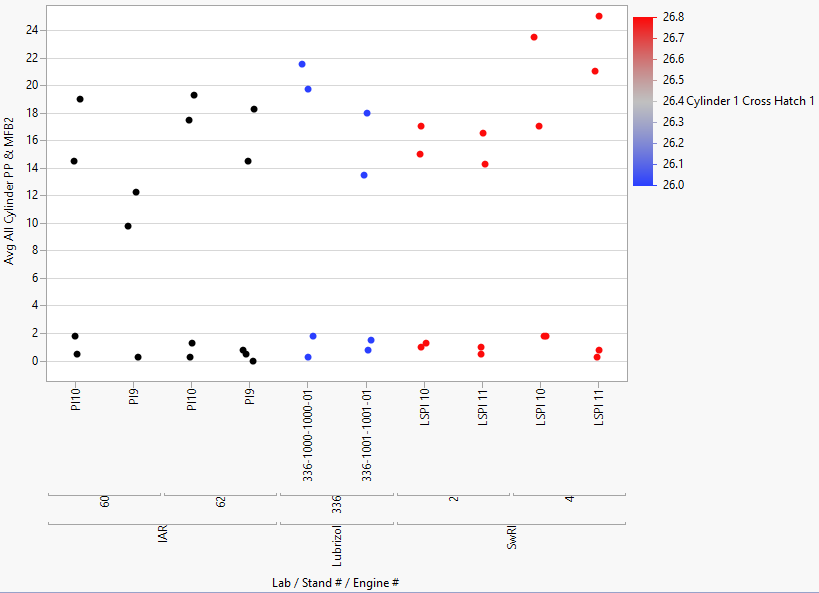 Avg All Cylinder PP & MFB2
24
22
20
18
16
14
12
10
8
6
4
2
0
PI10
PI9
PI10
PI9
336-1000-1000-01
336-1001-1001-01
LSPI 10
LSPI 11
LSPI 10
LSPI 11
60
62
336
2
4
IAR
Lubrizol
SwRI
Lab / Stand # / Engine #
26.8
26.7
26.6
26.5
26.4 Cylinder 1 Cross Hatch 1
26.3
26.2
26.1
26.0